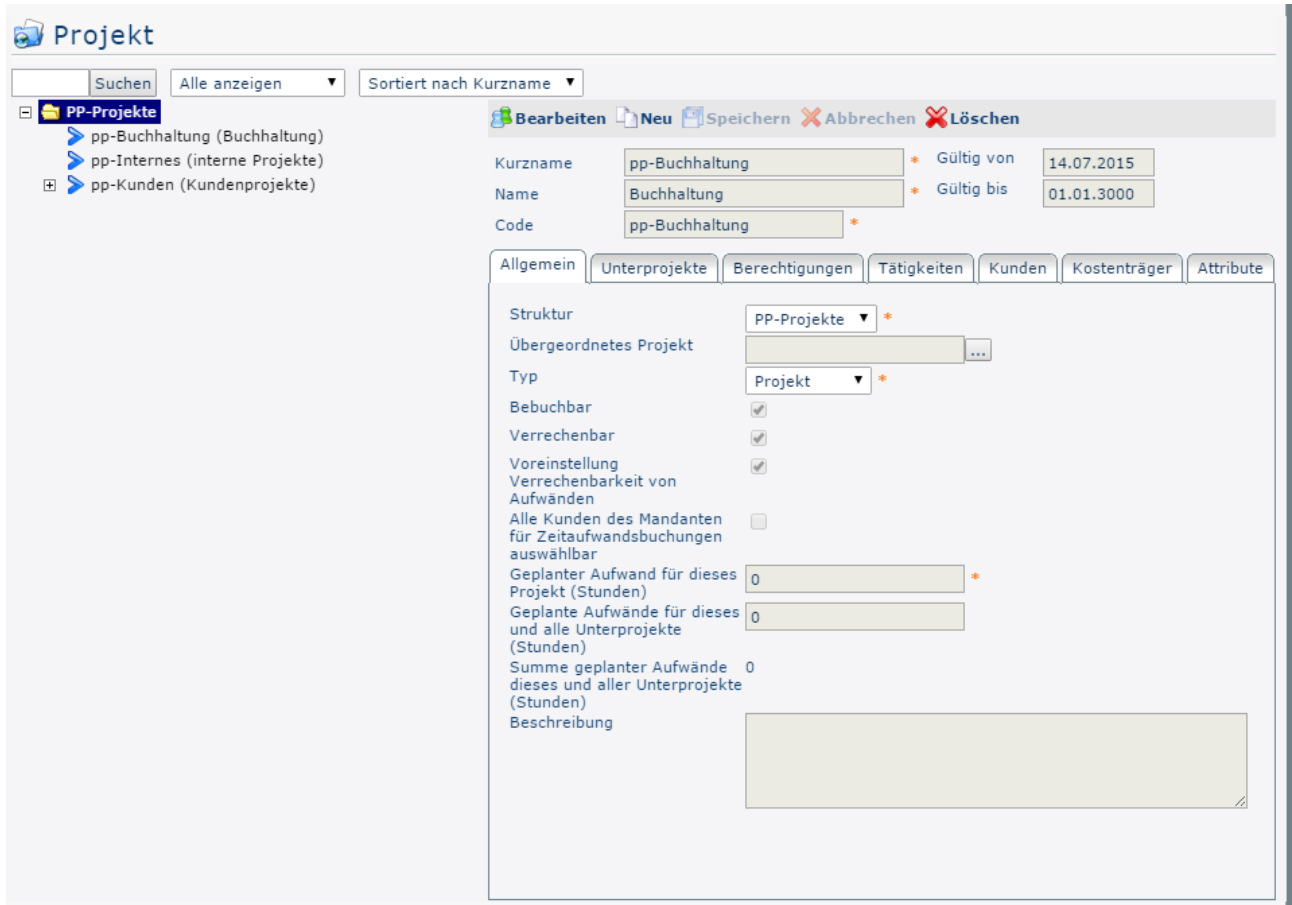 Projekt
Suchen Alle anzeigen Sortiert nach Kurzname
PP-Projekte
pp-Buchhaltung (Buchhaltung)
pp-Internes (interne Projekte)
pp-Kunden (Kundenprojekte)
Bearbeiten Neu Speichern Abbrechen Löschen
Kurzname pp-Buchhaltung * Gültig von 14.07.2015
Name Buchhaltung * Gültig bis 01.01.3000
Code pp-Buchhaltung *
Allgemein Unterprojekte Berechtigungen Tätigkeiten Kunden Kostenträger Attribute
Struktur PP-Projekte *
Übergeordnetes Projekt ...
Typ Projekt *
Bebuchbar
Verrechenbar
Voreinstellung
Verrechenbarkeit von
Aufwänden
Alle Kunden des Mandanten
für Zeitaufwandsbuchungen
auswählbar
Geplanter Aufwand für dieses 0 *
Projekt (Stunden)
Geplante Aufwände für dieses 0
und alle Unterprojekte
(Stunden)
Summe geplanter Aufwände 0
dieses und aller Unterprojekte
(Stunden)
Beschreibung